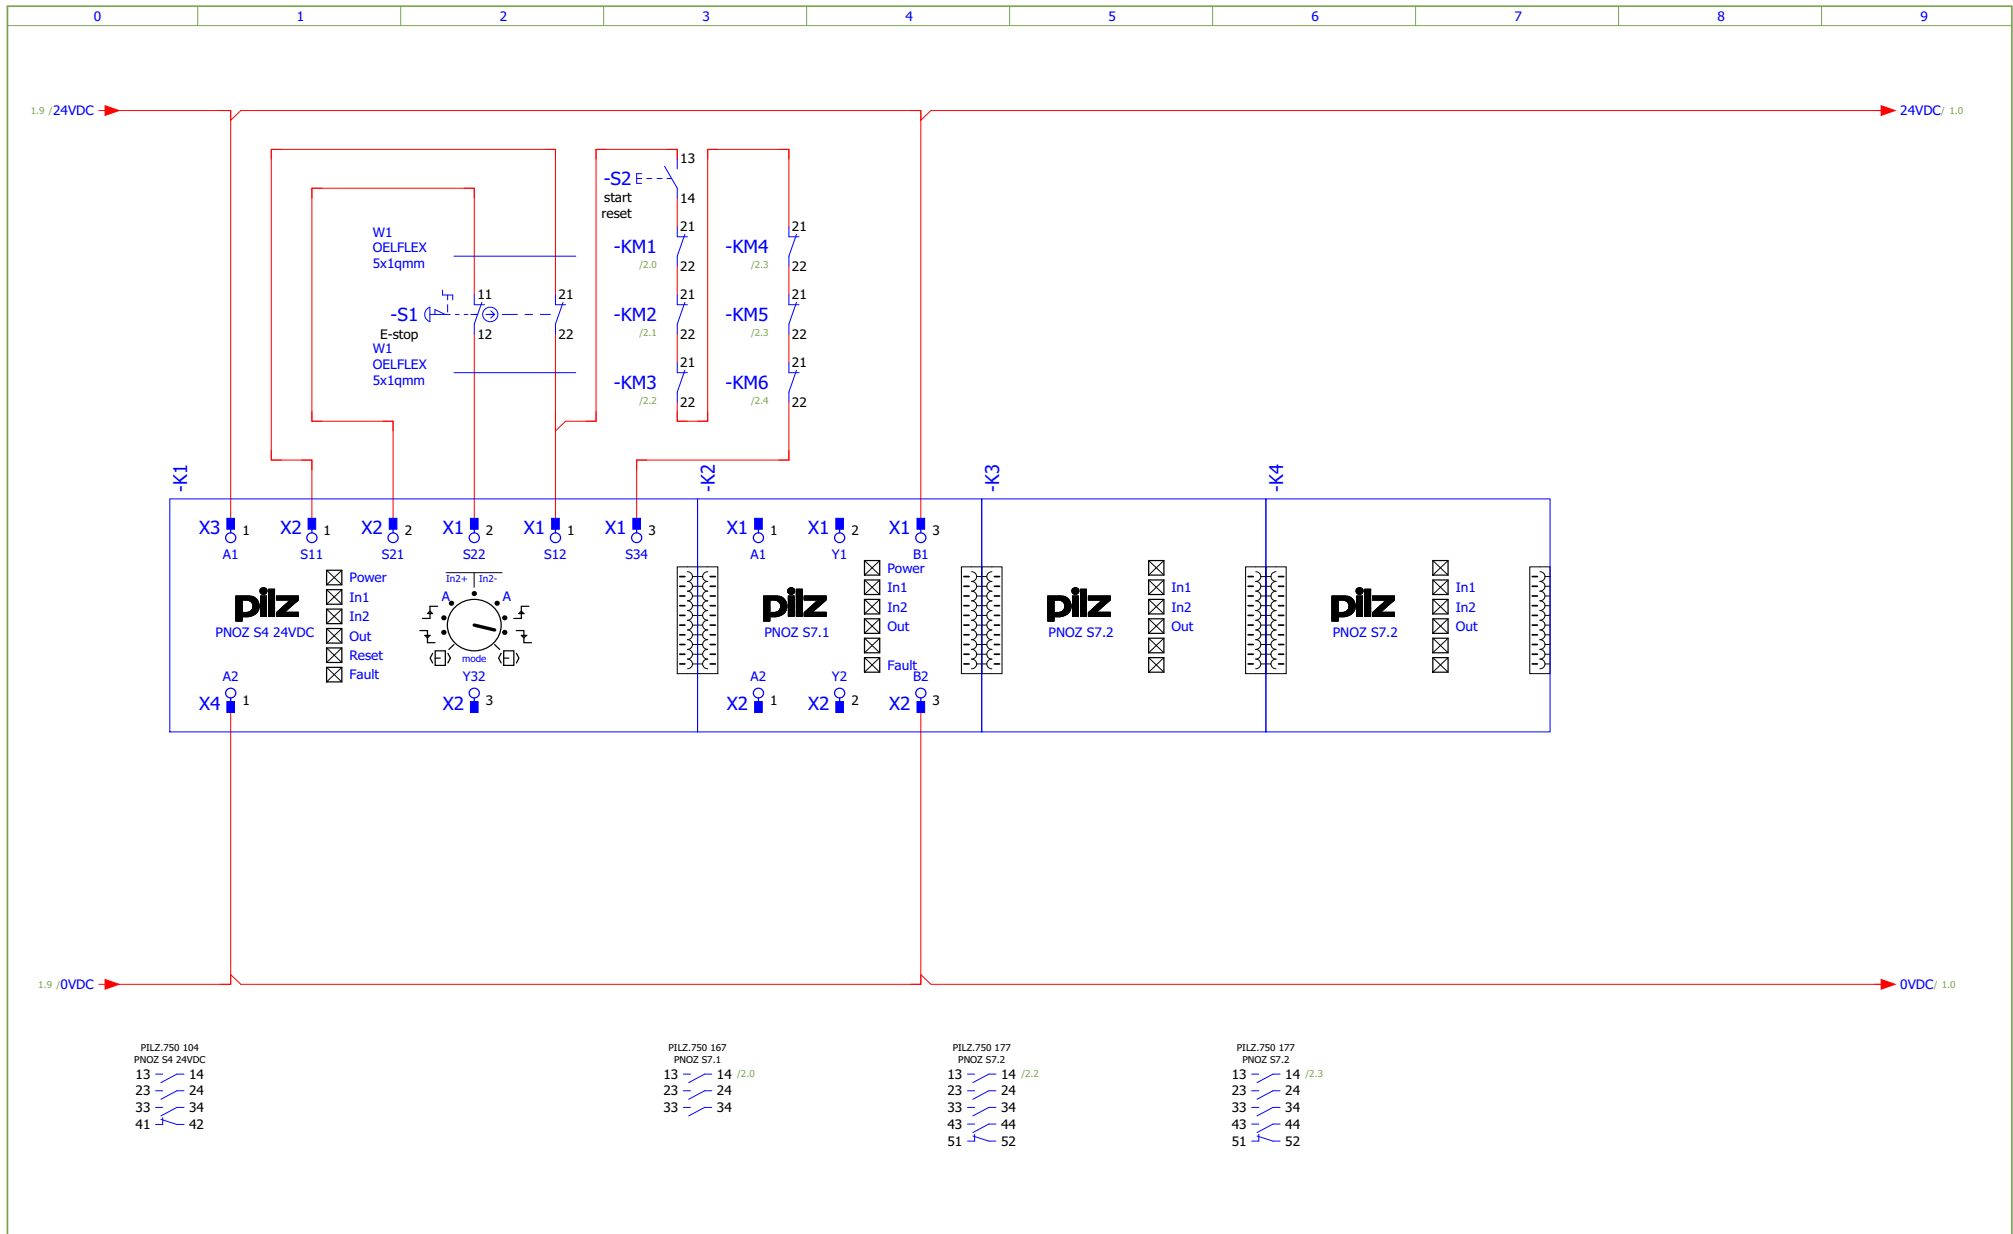 0 1 2 3 4 5 6 7 8 9
1.9 /24VDC 24VDC/ 1.0
13
-S2
14
start
reset
W1
OELFLEX
5x1qmm
21 21
-KM1 -KM4
/2.0 22 /2.3 22
11 21 21 21
-S1 -KM2 -KM5
E-stop 12 22 /2.1 22 /2.3 22
W1
OELFLEX
5x1qmm
21 21
-KM3 -KM6
/2.2 22 /2.4 22
-K1 -K2 -K3 -K4
X3 1 X2 1 X2 2 X1 2 X1 1 X1 3 X1 1 X1 2 X1 3
A1 S11 S21 S22 S12 S34 A1 Y1 B1
pilz
PNOZ S4 24VDC
Power
In1
In2
Out
Reset
Fault
In2+ In2-
A A
mode
pilz
PNOZ S7.1
Power
In1
In2
Out
Fault
pilz
PNOZ S7.2
In1
In2
Out
pilz
PNOZ S7.2
In1
In2
Out
A2 Y32 A2 Y2 B2
X4 1 X2 3 X2 1 X2 2 X2 3
1.9 /0VDC 0VDC/ 1.0
PILZ.750 104
PNOZ S4 24VDC
13 14
23 24
33 34
41 42
PILZ.750 167
PNOZ S7.1
13 14 /2.0
23 24
33 34
PILZ.750 177
PNOZ S7.2
13 14 /2.2
23 24
33 34
43 44
51 52
PILZ.750 177
PNOZ S7.2
13 14 /2.3
23 24
33 34
43 44
51 52